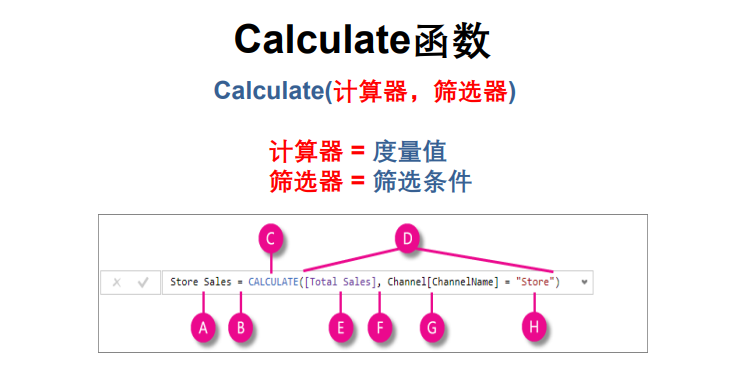 Calculate函数
Calculate(计算器，筛选器)
计算器 = 度量值
筛选器 = 筛选条件
C
D
Store Sales = CALCULATE([Total Sales], Channel[ChannelName] = "Store")
A
B
E
F
G
H